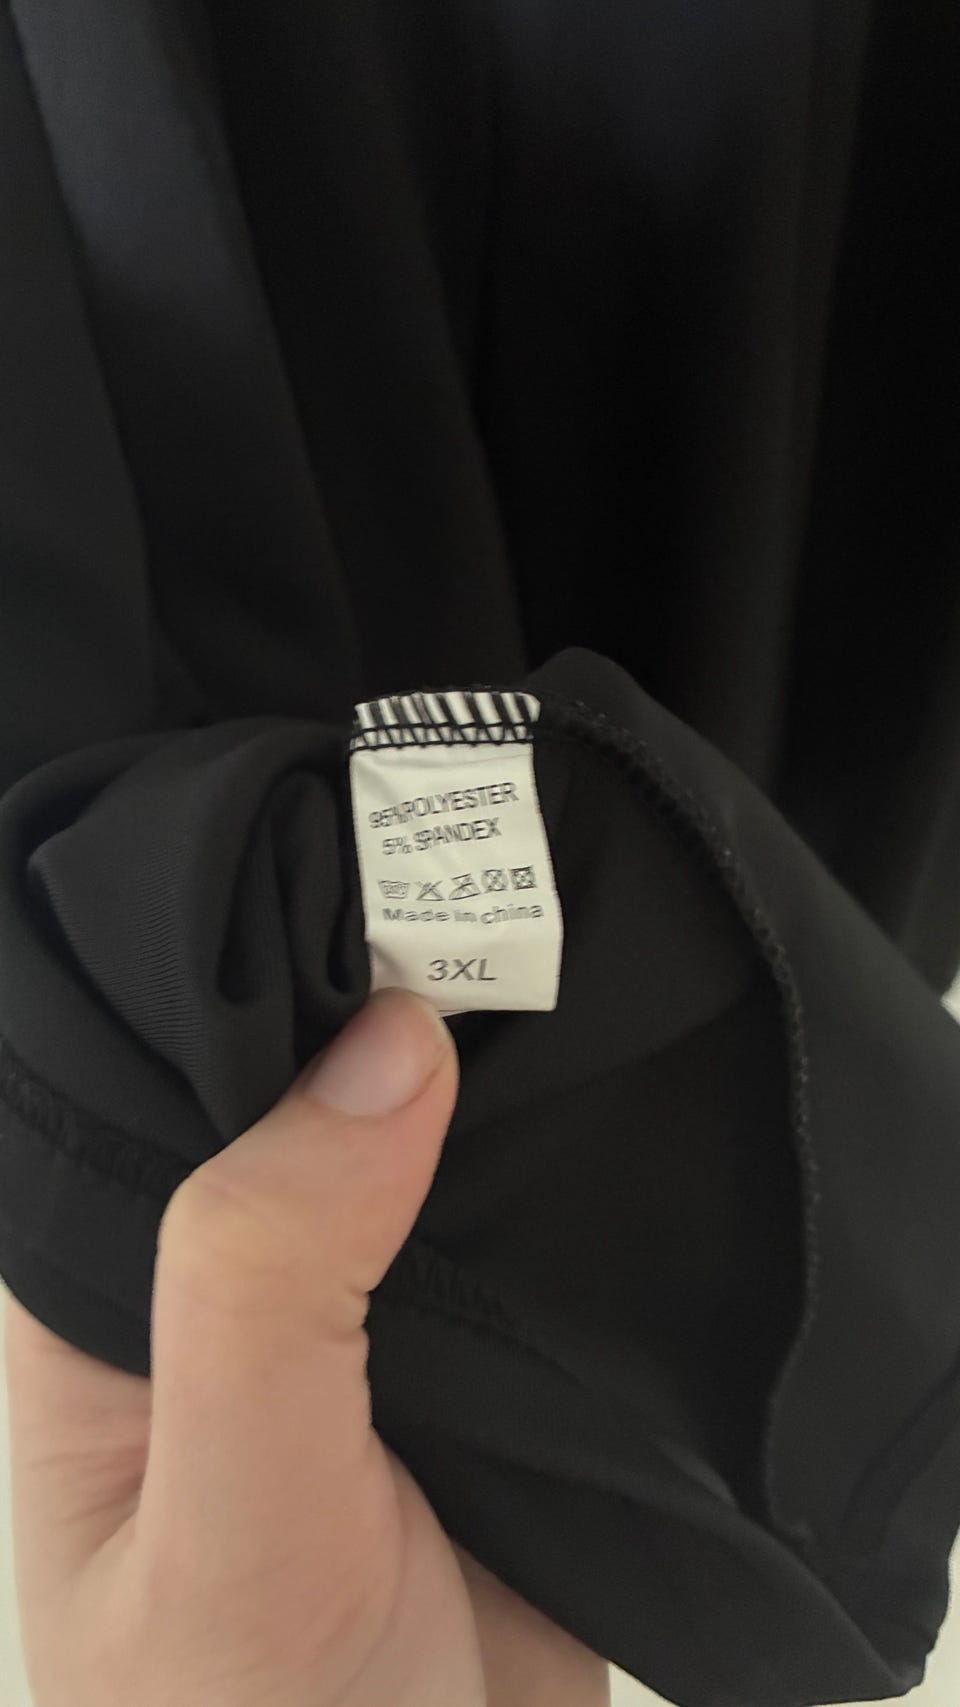 95%POLYESTER
5% SPANDEX
Made in china
3XL